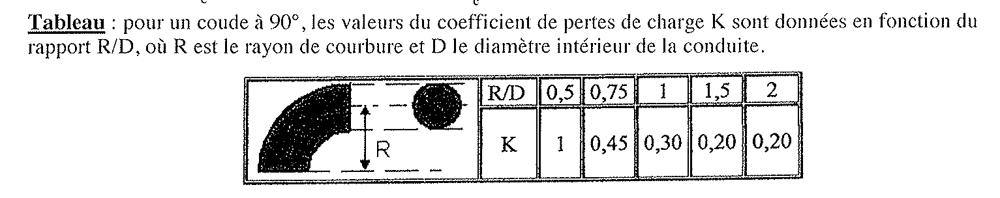 Tableau : pour un coude à 90°, les valeurs du coefficient de pertes de charge K sont données en fonction du
rapport R/D, où R est le rayon de courbure et D le diamètre intérieur de la conduite.
R/D 0,5 0,75 1 1,5 2
R
K 1 0,45 0,30 0,20 0,20